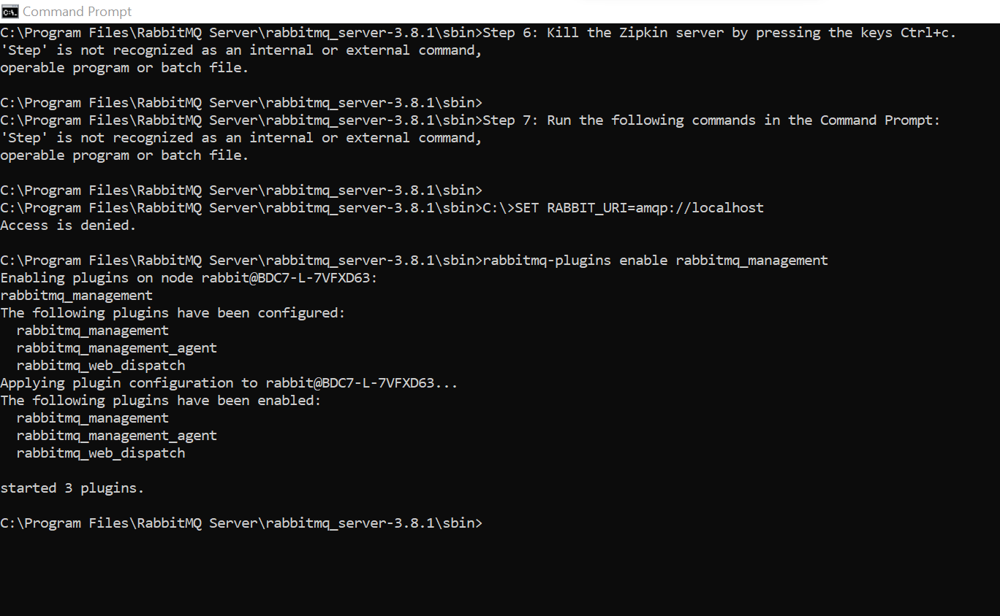 Command Prompt
C:\Program Files\RabbitMQ Server\rabbitmq_server-3.8.1\sbin>Step 6: Kill the Zipkin server by pressing the keys Ctrl+c.
'Step' is not recognized as an internal or external command,
operable program or batch file.
C:\Program Files\RabbitMQ Server\rabbitmq_server-3.8.1\sbin>
C:\Program Files\RabbitMQ Server\rabbitmq_server-3.8.1\sbin>Step 7: Run the following commands in the Command Prompt:
'Step' is not recognized as an internal or external command,
operable program or batch file.
C:\Program Files\RabbitMQ Server\rabbitmq_server-3.8.1\sbin>
C:\Program Files\RabbitMQ Server\rabbitmq_server-3.8.1\sbin>C:\>SET RABBIT_URI=amqp://localhost
Access is denied.
C:\Program Files\RabbitMQ Server\rabbitmq_server-3.8.1\sbin>rabbitmq-plugins enable rabbitmq_management
Enabling plugins on node rabbit@BDC7-L-7VFXD63:
rabbitmq_management
The following plugins have been configured:
  rabbitmq_management
  rabbitmq_management_agent
  rabbitmq_web_dispatch
Applying plugin configuration to rabbit@BDC7-L-7VFXD63...
The following plugins have been enabled:
  rabbitmq_management
  rabbitmq_management_agent
  rabbitmq_web_dispatch
started 3 plugins.
C:\Program Files\RabbitMQ Server\rabbitmq_server-3.8.1\sbin>